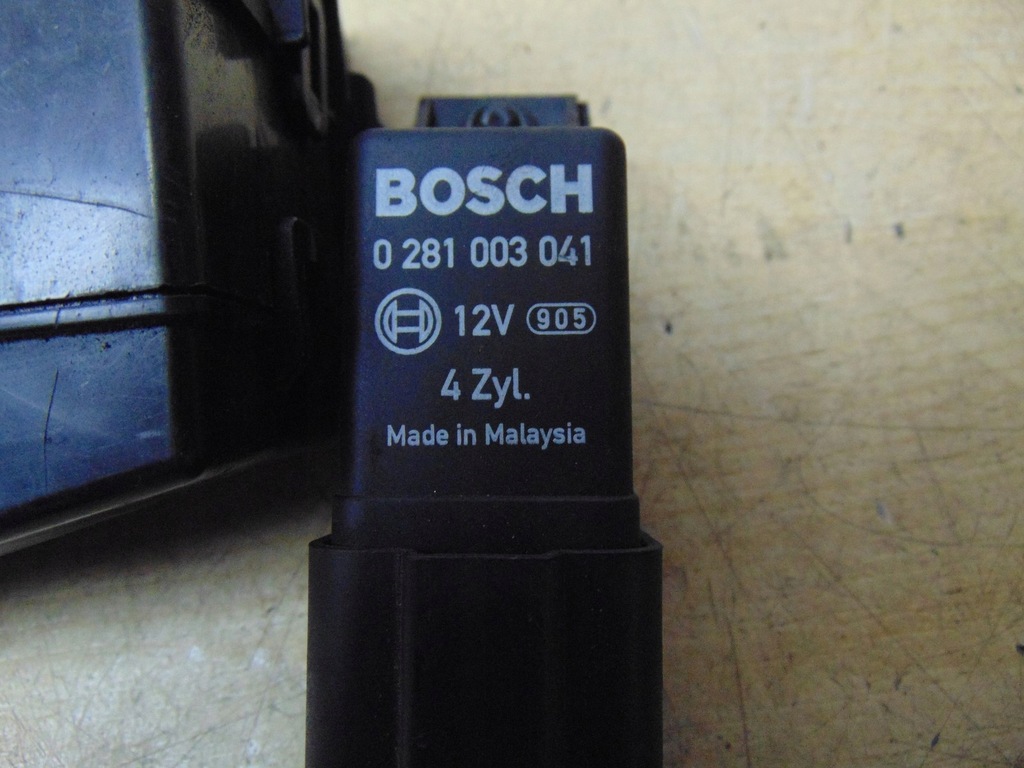 BOSCH
0 281 003 041
12V 905
4 Zyl.
Made in Malaysia